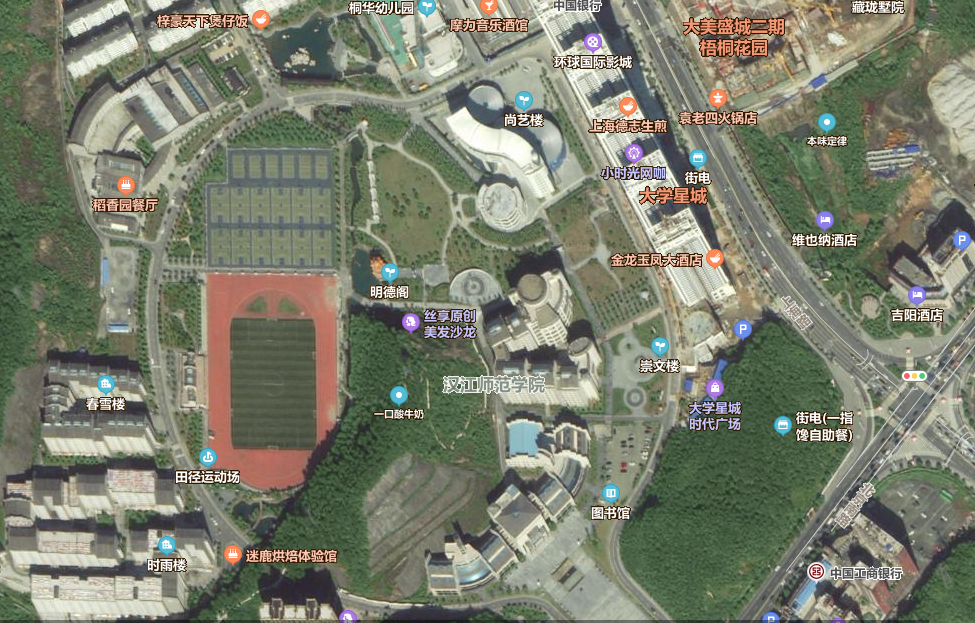 中国银行
桐华幼儿园
藏珑墅院
梓豪天下煲仔饭
摩力音乐酒馆
大美盛城二期
梧桐花园
环球国际影城
尚艺楼
上海德志生煎
袁老四火锅店
本味定律
小时光网咖
街电
大学星城
稻香园餐厅
维也纳酒店
P
金龙玉凤大酒店
明德阁
吉阳酒店
丝享原创
美发沙龙
P
崇文楼
汉江师范学院
春雪楼
一口酸牛奶
大学星城
时代广场
街电(一指
馋自助餐)
田径运动场
图书馆
时雨楼
迷鹿烘焙体验馆
中国工商银行
P